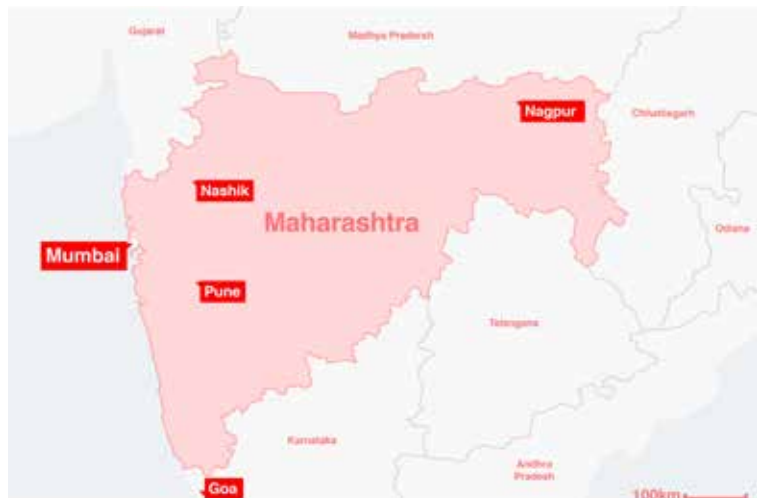 Gujarat
Madhya Pradesh
Nagpur
Chhattisgarh
Nashik
Maharashtra
Odisha
Mumbai
Pune
Telangana
Karnataka
Goa
Andhra
Pradesh
100km